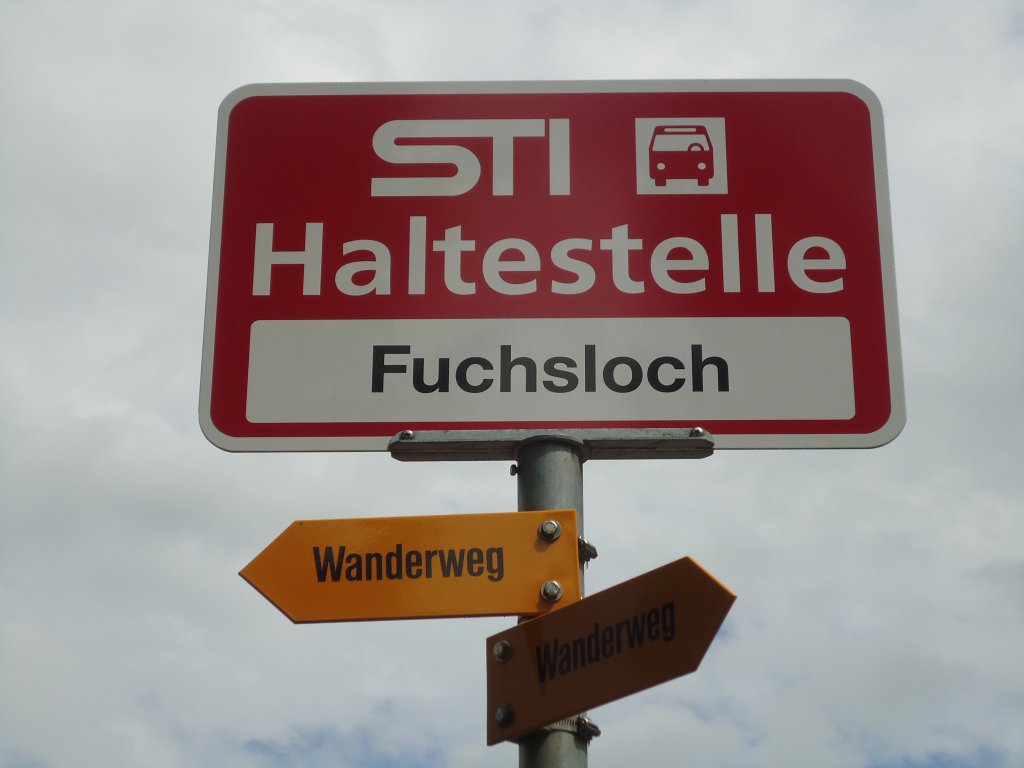 STI
Haltestelle
Fuchsloch
Wanderweg
Wanderweg